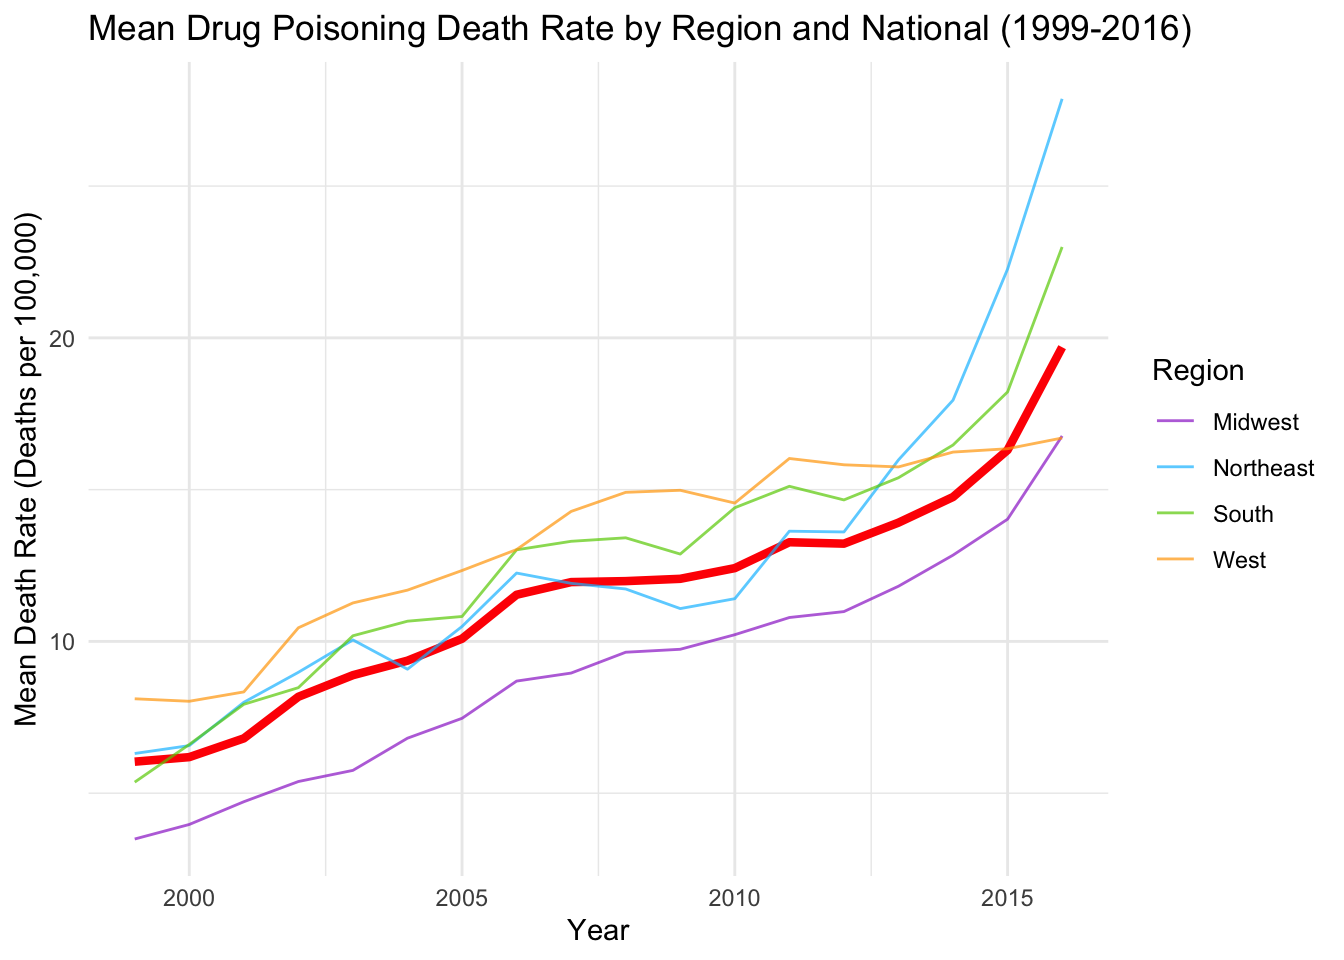 Mean Drug Poisoning Death Rate by Region and National (1999-2016)
Mean Death Rate (Deaths per 100,000)
20
10
2000
2005
2010
2015
Year
Region
Midwest
Northeast
South
West